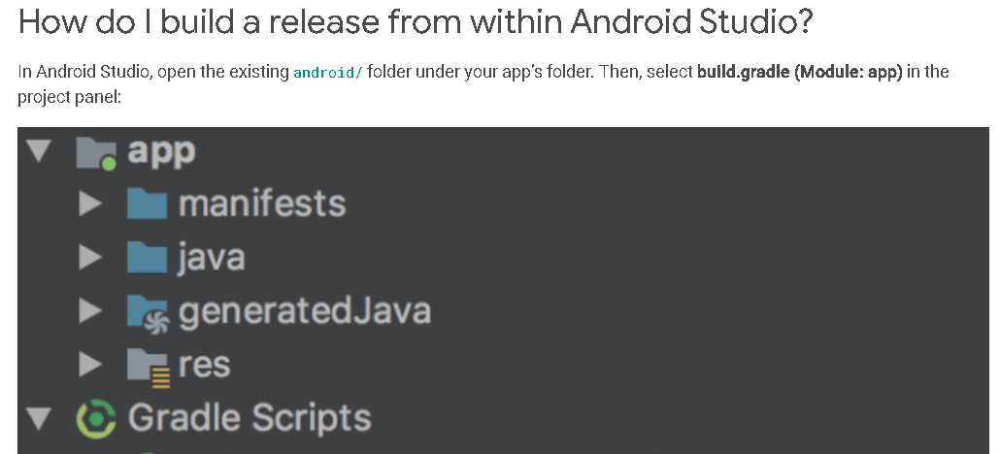 How do I build a release from within Android Studio?
In Android Studio, open the existing android/ folder under your app's folder. Then, select build.gradle (Module: app) in the
project panel:
app
manifests
java
generatedJava
res
Gradle Scripts